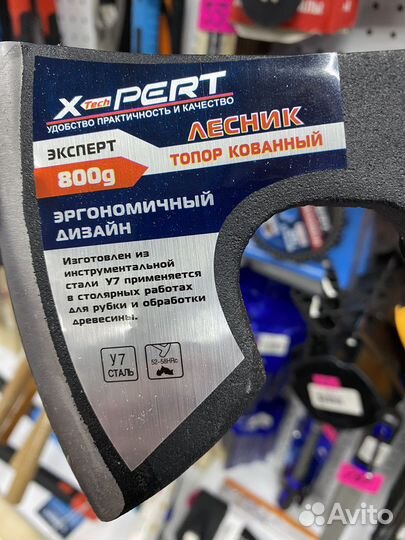 X-PERT
Tech
УДОБСТВО ПРАКТИЧНОСТЬ И КАЧЕСТВО
ЛЕСНИК
ЭКСПЕРТ
ТОПОР КОВАННЫЙ
800g
ЭРГОНОМИЧНЫЙ
ДИЗАЙН
Изготовлен из
инструментальной
стали У7 применяется
в столярных работах
для рубки и обработки
древесины.
У7
СТАЛЬ
52-58HRc
Avito